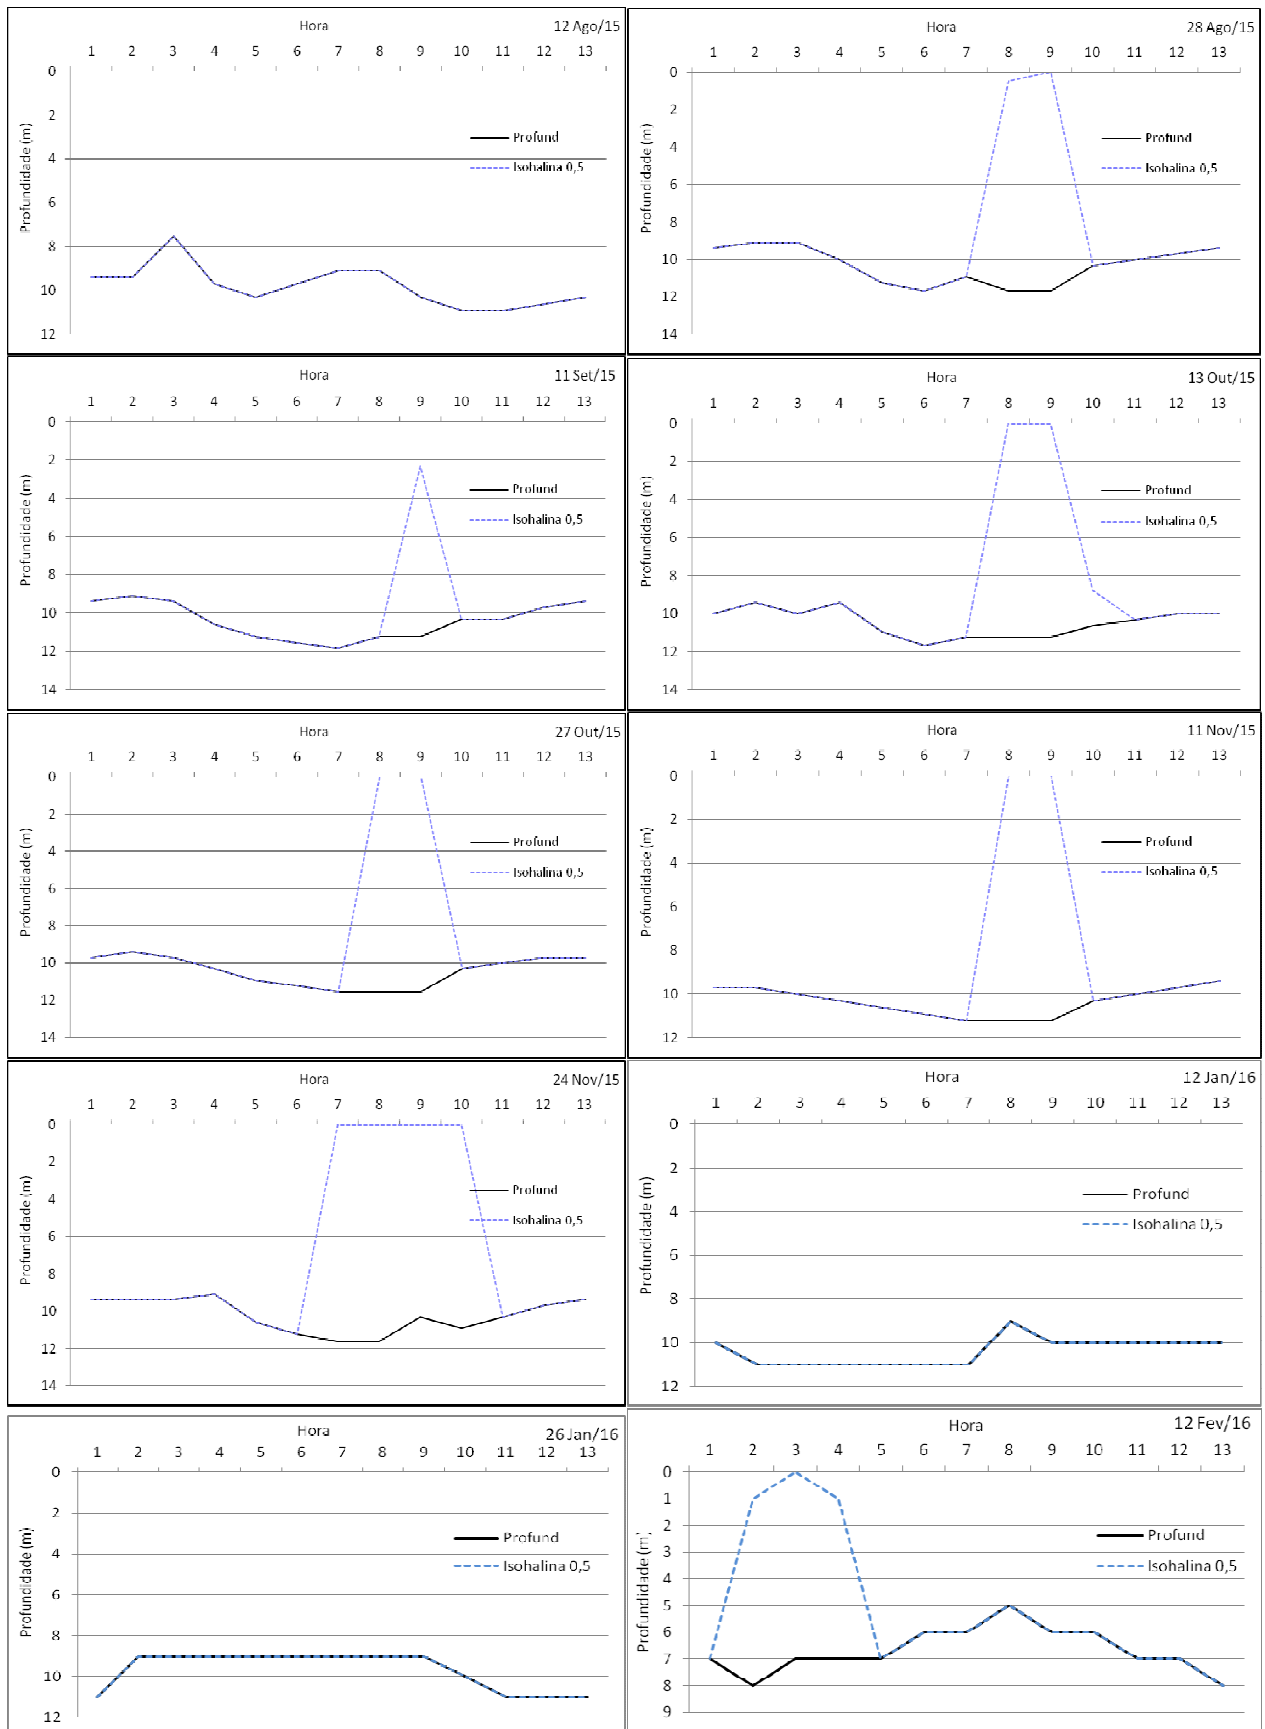 Hora 12 Ago/15
1 2 3 4 5 6 7 8 9 10 11 12 13
0
2
4
6
8
10
12
Profundidade (m)
Profund
Isohalina 0,5
Hora 28 Ago/15
1 2 3 4 5 6 7 8 9 10 11 12 13
0
2
4
6
8
10
12
14
Profundidade (m)
Profund
Isohalina 0,5
Hora 11 Set/15
1 2 3 4 5 6 7 8 9 10 11 12 13
0
2
4
6
8
10
12
14
Profundidade (m)
Profund
Isohalina 0,5
Hora 13 Out/15
1 2 3 4 5 6 7 8 9 10 11 12 13
0
2
4
6
8
10
12
14
Profundidade (m)
Profund
Isohalina 0,5
Hora 27 Out/15
1 2 3 4 5 6 7 8 9 10 11 12 13
0
2
4
6
8
10
12
14
Profundidade (m)
Profund
Isohalina 0,5
Hora 11 Nov/15
1 2 3 4 5 6 7 8 9 10 11 12 13
0
2
4
6
8
10
12
Profundidade (m)
Profund
Isohalina 0,5
Hora 24 Nov/15
1 2 3 4 5 6 7 8 9 10 11 12 13
0
2
4
6
8
10
12
14
Profundidade (m)
Profund
Isohalina 0,5
Hora 12 Jan/16
1 2 3 4 5 6 7 8 9 10 11 12 13
0
2
4
6
8
10
12
Profundidade (m)
Profund
Isohalina 0,5
Hora 26 Jan/16
1 2 3 4 5 6 7 8 9 10 11 12 13
0
2
4
6
8
10
12
Profundidade (m)
Profund
Isohalina 0,5
Hora 12 Fev/16
1 2 3 4 5 6 7 8 9 10 11 12 13
0
1
2
3
4
5
6
7
8
9
Profundidade (m)
Profund
Isohalina 0,5